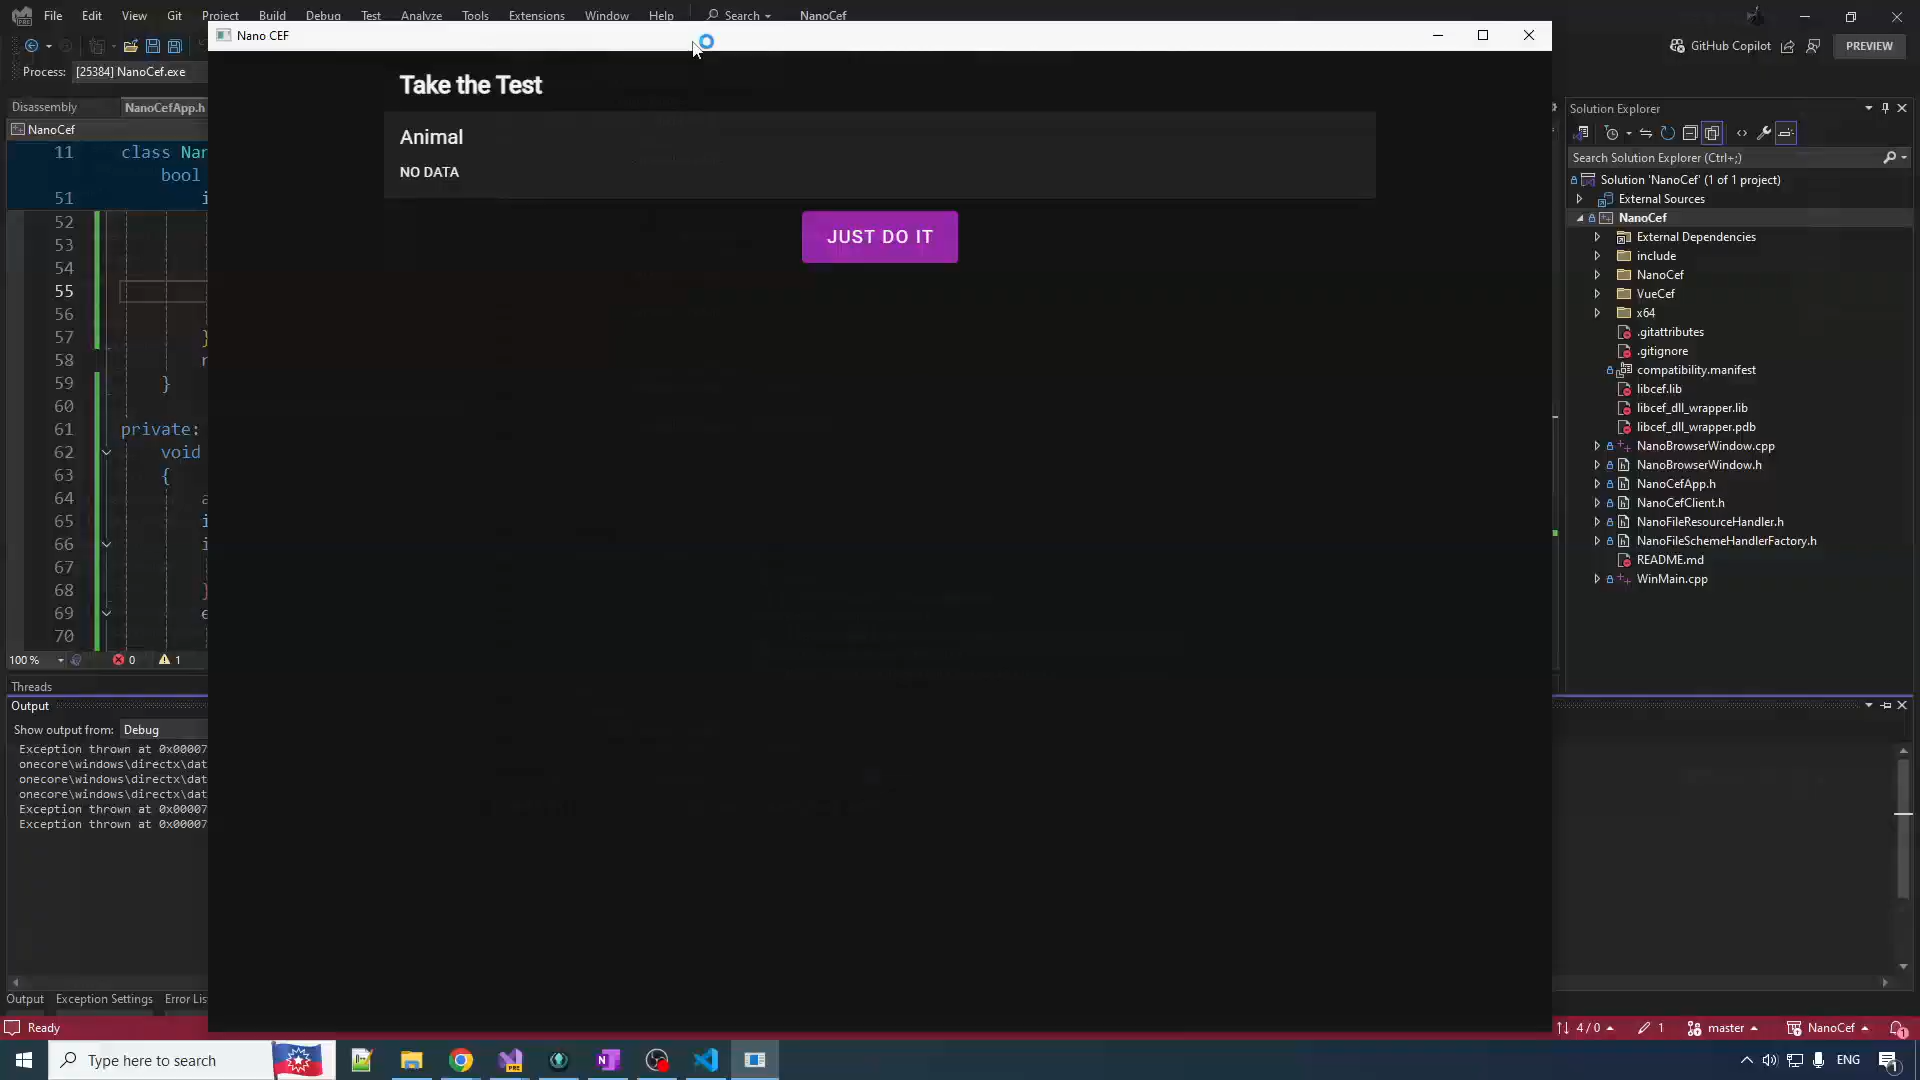 File Edit View Git Project Build Debug Test Analyze Tools Extensions Window Help Search NanoCef
GitHub Copilot PREVIEW
Process: [25384] NanoCef.exe
Nano CEF
Take the Test
Animal
NO DATA
JUST DO IT
Disassembly NanoCefApp.h
NanoCef
11 class Nan
bool
51 i
52
53
54
55
56
57 }
58 r
59 }
60
61 private:
62 void
63 {
64 a
65 i
66 i
67
68 }
69 e
70
100 % 0 1
Threads
Output
Show output from: Debug
Exception thrown at 0x00007
onecore\windows\directx\dat
onecore\windows\directx\dat
onecore\windows\directx\dat
Exception thrown at 0x00007
Exception thrown at 0x00007
Output Exception Settings Error Lis
Ready
Solution Explorer
Search Solution Explorer (Ctrl+;)
Solution 'NanoCef' (1 of 1 project)
External Sources
NanoCef
External Dependencies
include
NanoCef
VueCef
x64
.gitattributes
.gitignore
compatibility.manifest
libcef.lib
libcef_dll_wrapper.lib
libcef_dll_wrapper.pdb
NanoBrowserWindow.cpp
NanoBrowserWindow.h
NanoCefApp.h
NanoCefClient.h
NanoFileResourceHandler.h
NanoFileSchemeHandlerFactory.h
README.md
WinMain.cpp
4 / 0 1 master NanoCef 1
Type here to search
PRE
N
ENG
1